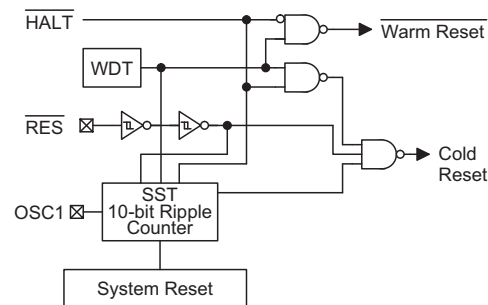 HALT
Warm Reset
WDT
RES
Cold
Reset
SST
10-bit Ripple
Counter
OSC1
System Reset